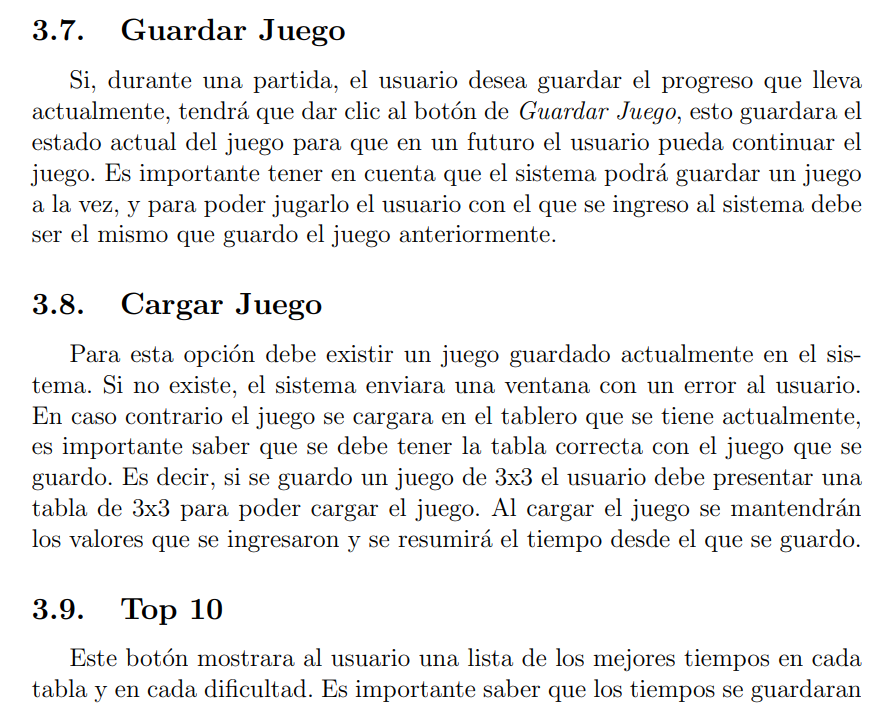 3.7. Guardar Juego
Si, durante una partida, el usuario desea guardar el progreso que lleva
actualmente, tendrá que dar clic al botón de Guardar Juego, esto guardara el
estado actual del juego para que en un futuro el usuario pueda continuar el
juego. Es importante tener en cuenta que el sistema podrá guardar un juego
a la vez, y para poder jugarlo el usuario con el que se ingreso al sistema debe
ser el mismo que guardo el juego anteriormente.
3.8. Cargar Juego
Para esta opción debe existir un juego guardado actualmente en el sis-
tema. Si no existe, el sistema enviara una ventana con un error al usuario.
En caso contrario el juego se cargara en el tablero que se tiene actualmente,
es importante saber que se debe tener la tabla correcta con el juego que se
guardo. Es decir, si se guardo un juego de 3x3 el usuario debe presentar una
tabla de 3x3 para poder cargar el juego. Al cargar el juego se mantendrán
los valores que se ingresaron y se resumirá el tiempo desde el que se guardo.
3.9. Top 10
Este botón mostrara al usuario una lista de los mejores tiempos en cada
tabla y en cada dificultad. Es importante saber que los tiempos se guardaran